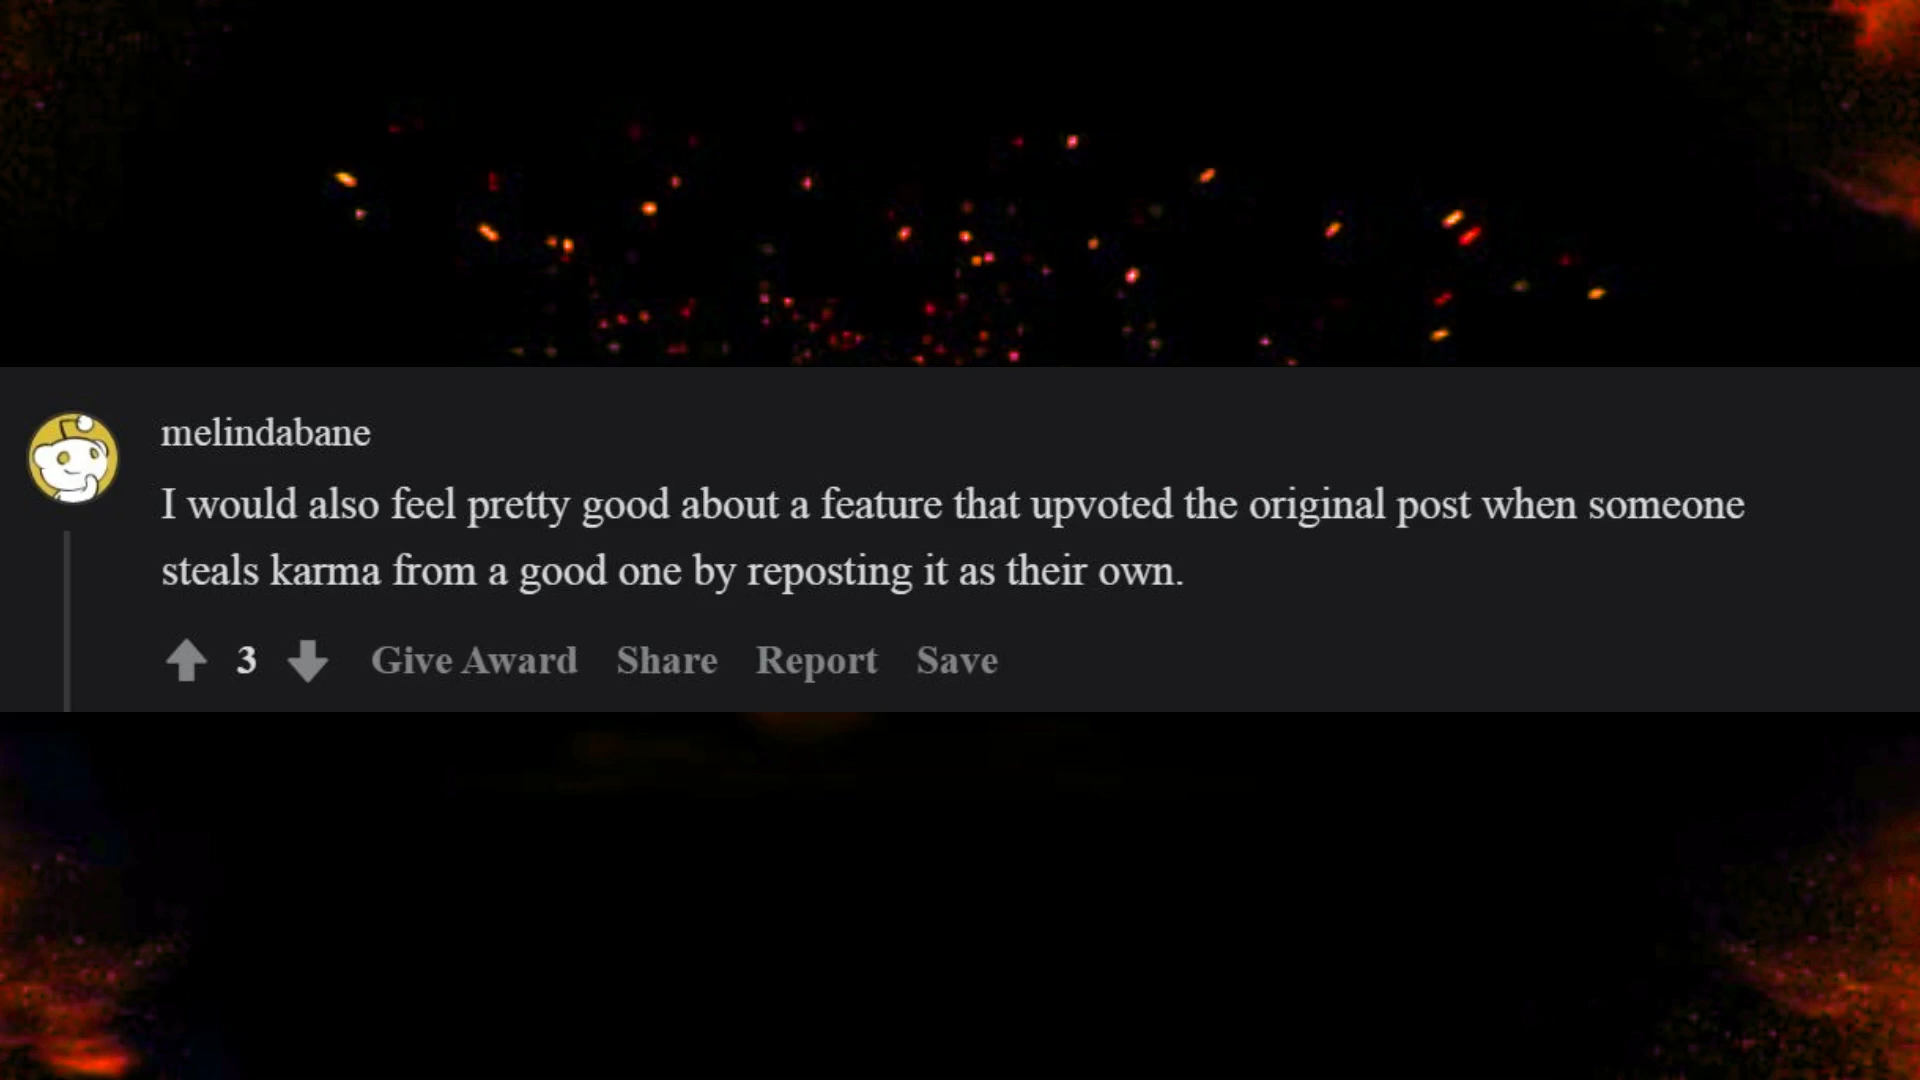 melindabane
I would also feel pretty good about a feature that upvoted the original post when someone
steals karma from a good one by reposting it as their own.
3 Give Award Share Report Save